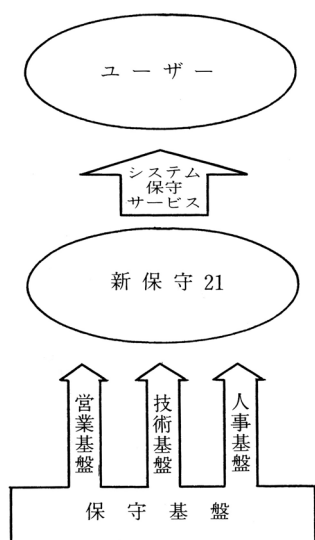 ユーザー
システム
保守
サービス
新保守21
営業基盤
技術基盤
人事基盤
保守基盤